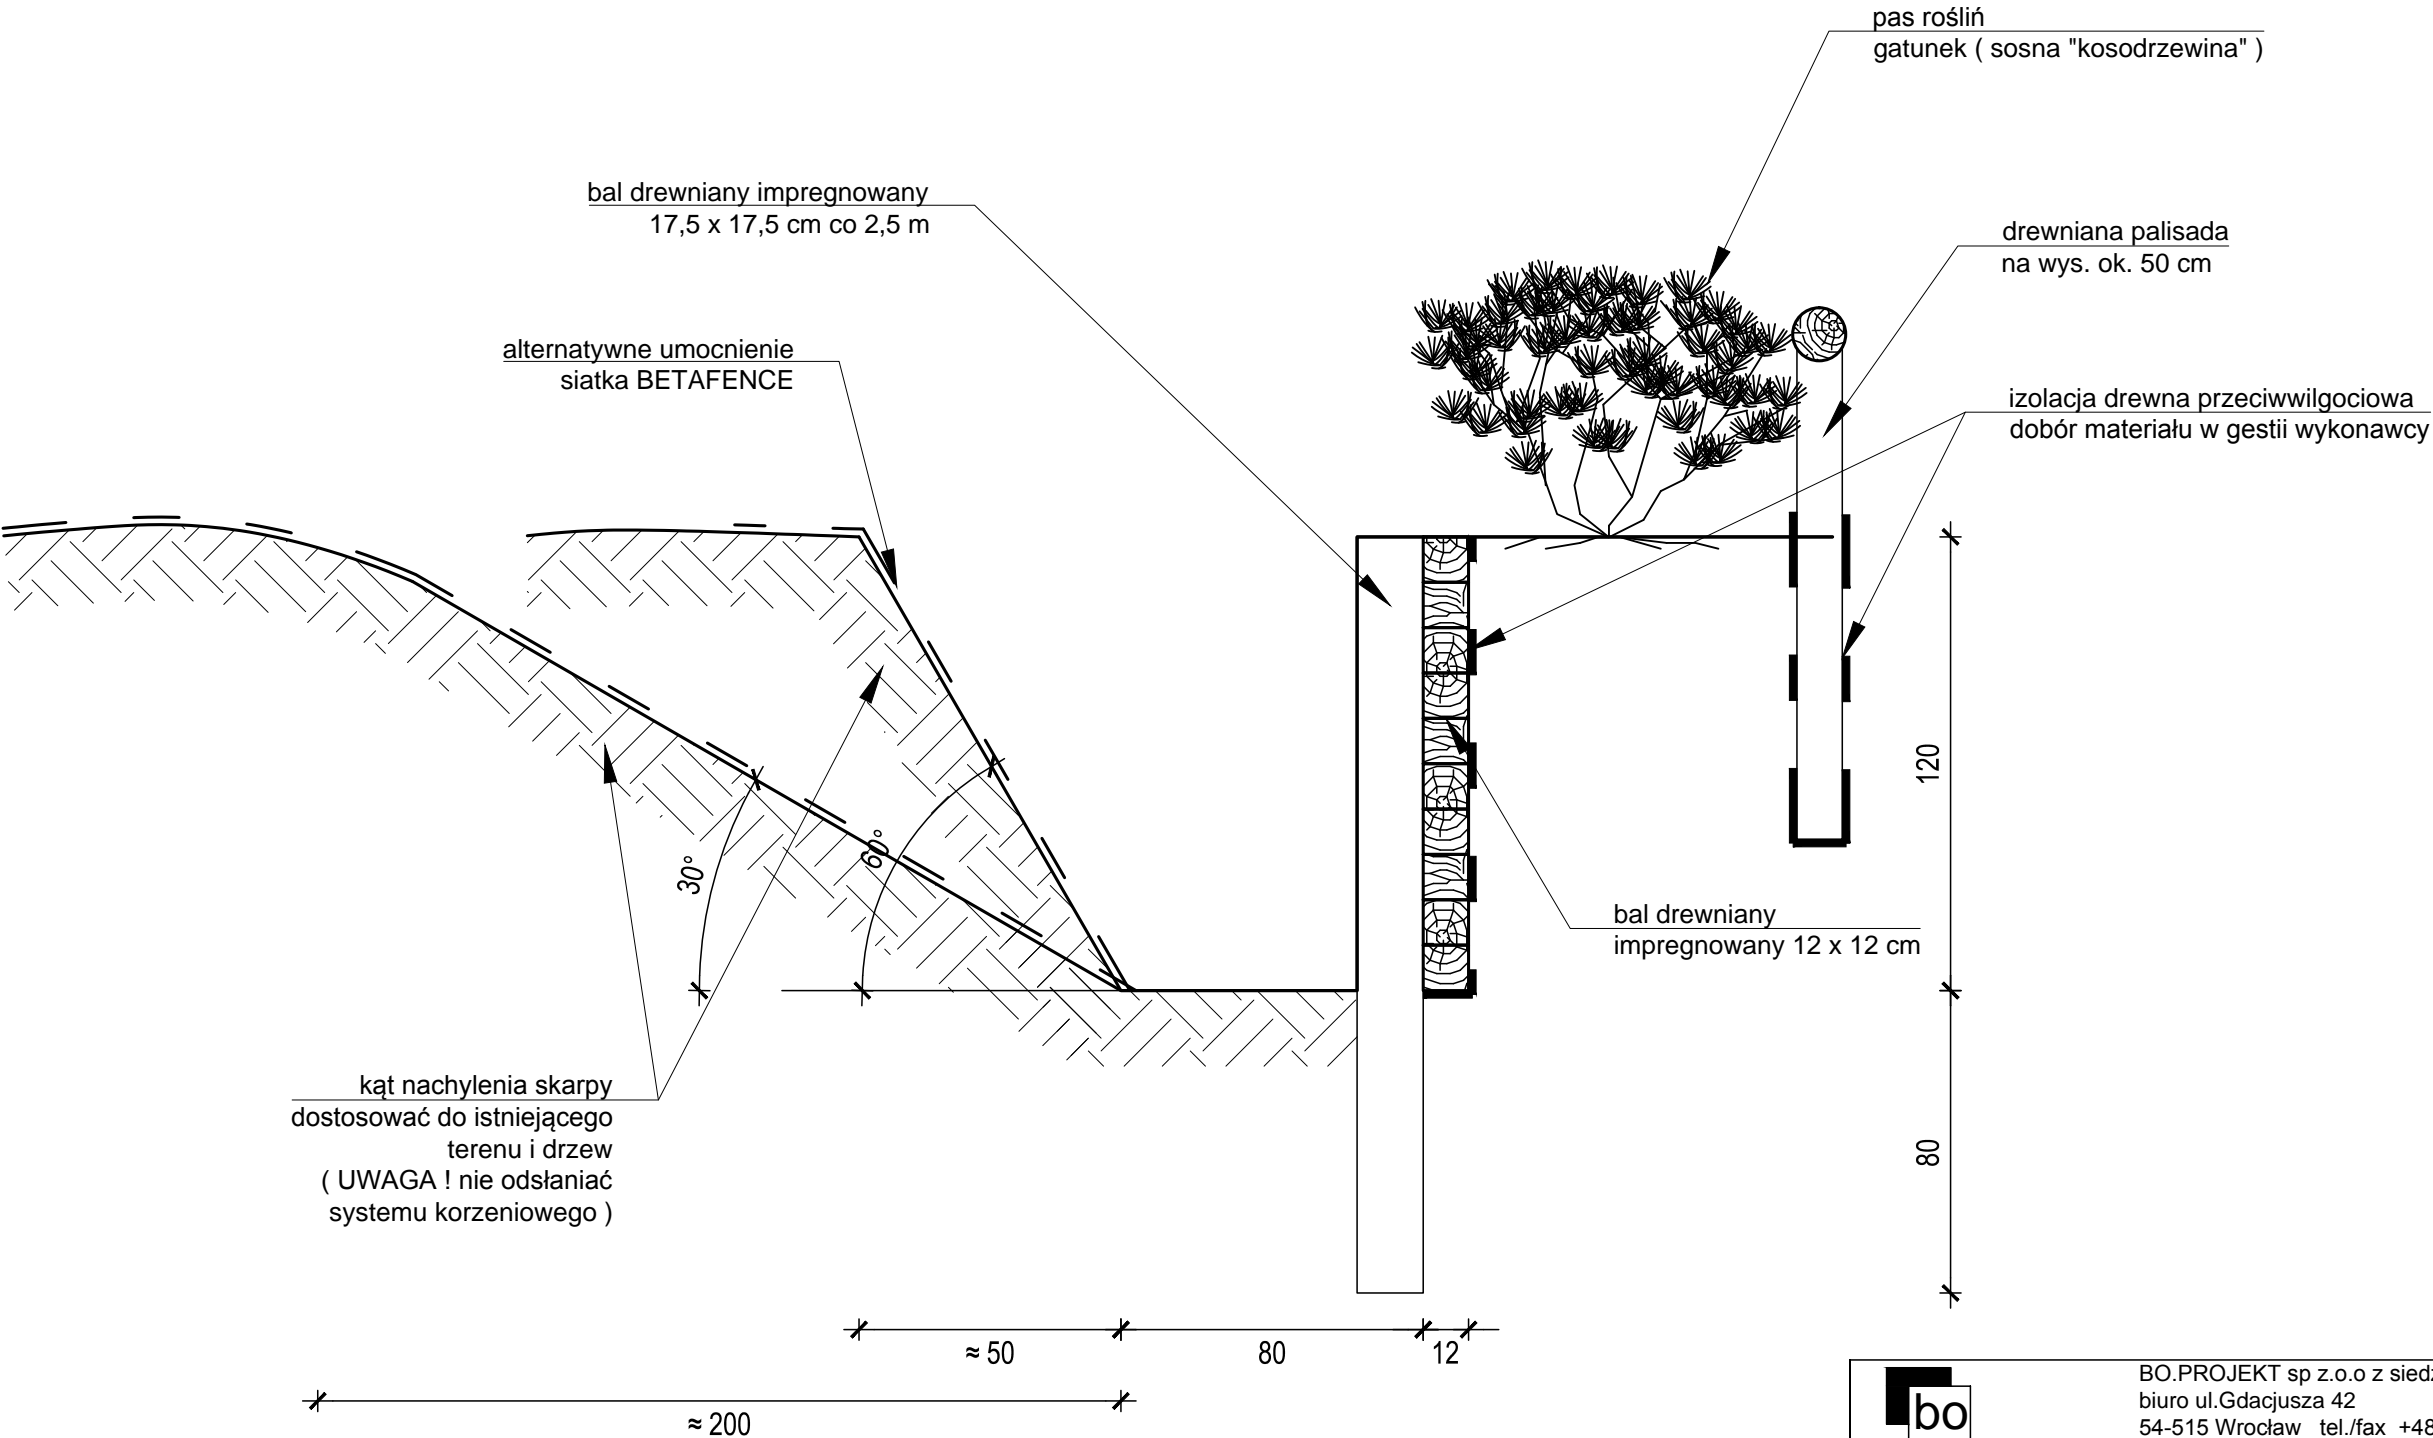 pas roślin
gatunek ( sosna "kosodrzewina" )
bal drewniany impregnowany
17,5 x 17,5 cm co 2,5 m
drewniana palisada
na wys. ok. 50 cm
alternatywne umocnienie
siatka BETAFENCE
izolacja drewna przeciwwilgociowa
dobór materiału w gestii wykonawcy
120
30°
60°
bal drewniany
impregnowany 12 x 12 cm
kąt nachylenia skarpy
dostosować do istniejącego
terenu i drzew
( UWAGA ! nie odsłaniać
systemu korzeniowego )
80
≈ 50
80
12
≈ 200
bo
BO.PROJEKT sp z.o.o z
biuro ul.Gdacjusza 42
54-515 Wrocław tel./fax +48